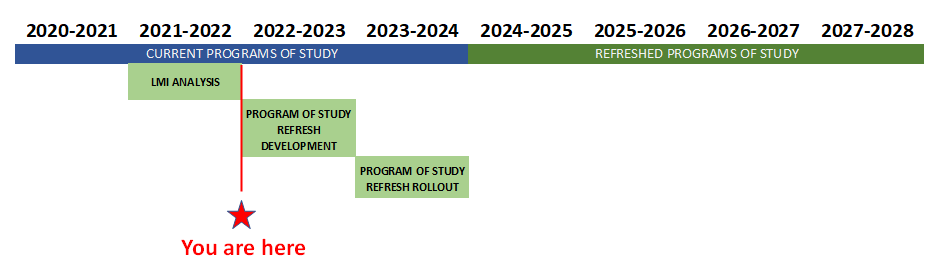 2020-2021 2021-2022 2022-2023 2023-2024 2024-2025 2025-2026 2026-2027 2027-2028
CURRENT PROGRAMS OF STUDY REFRESHED PROGRAMS OF STUDY
LMI ANALYSIS
PROGRAM OF STUDY
REFRESH
DEVELOPMENT
PROGRAM OF STUDY
REFRESH ROLLOUT
You are here